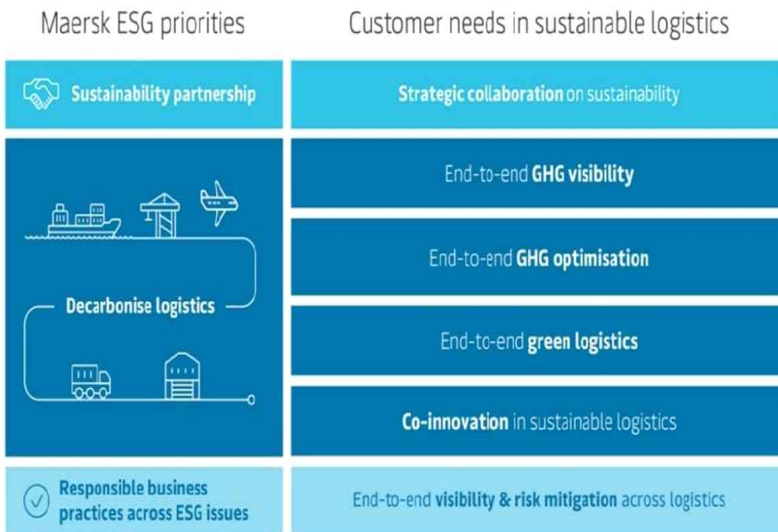 Maersk ESG priorities
Customer needs in sustainable logistics
Sustainability partnership
Strategic collaboration on sustainability
End-to-end GHG visibility
End-to-end GHG optimisation
Decarbonise logistics
End-to-end green logistics
Co-innovation in sustainable logistics
Responsible business
practices across ESG issues
End-to-end visibility & risk mitigation across logistics